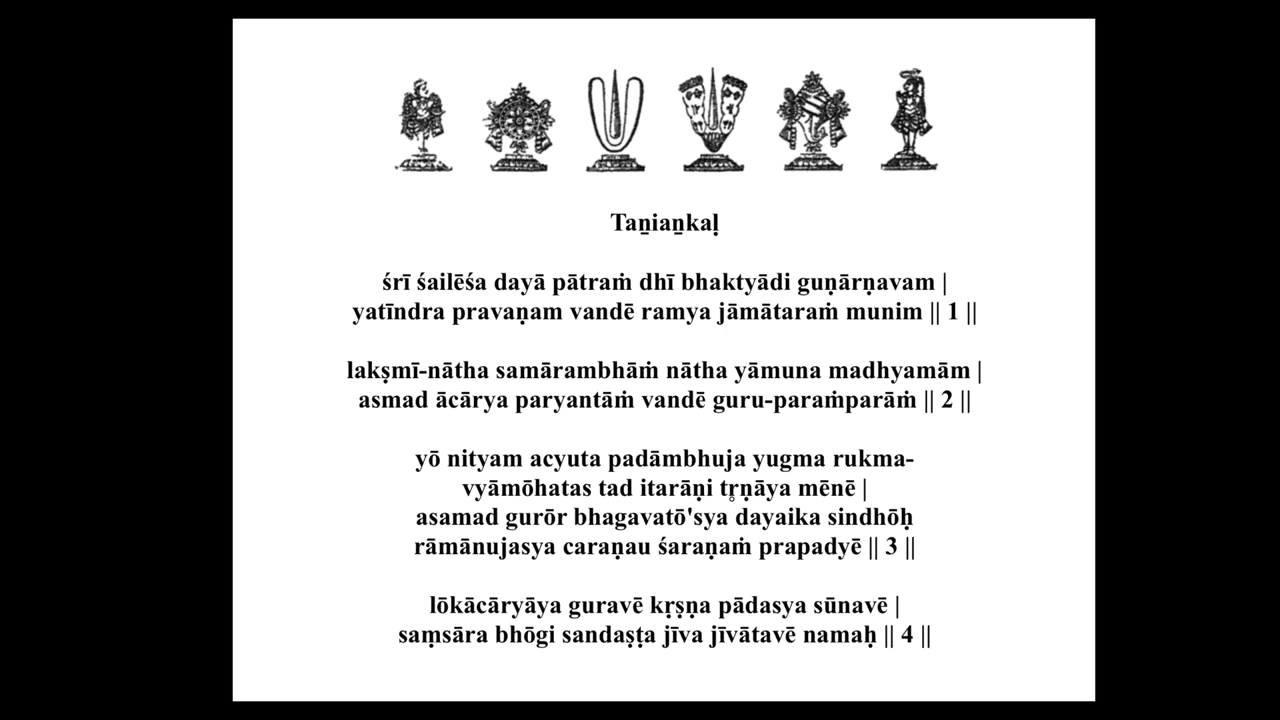 Taṉiaṉkaḷ
śrī śailēśa dayā pātraṁ dhī bhaktyādi guṇārṇavam |
yatīndra pravaṇam vandē ramya jāmātaraṁ munim || 1 ||
lakṣmī-nātha samārambhāṁ nātha yāmuna madhyamām |
asmad ācārya paryantāṁ vandē guru-paraṁparāṁ || 2 ||
yō nityam acyuta padāmbhuja yugma rukma-
vyāmōhatas tad itarāṇi tr̥ṇāya mēnē |
asamad gurōr bhagavatō'sya dayaika sindhōḥ
rāmānujasya caraṇau śaraṇaṁ prapadyē || 3 ||
lōkācāryāya guravē kṛṣṇa pādasya sūnavē |
saṃsāra bhōgi sandaṣṭa jīva jīvātavē namaḥ || 4 ||